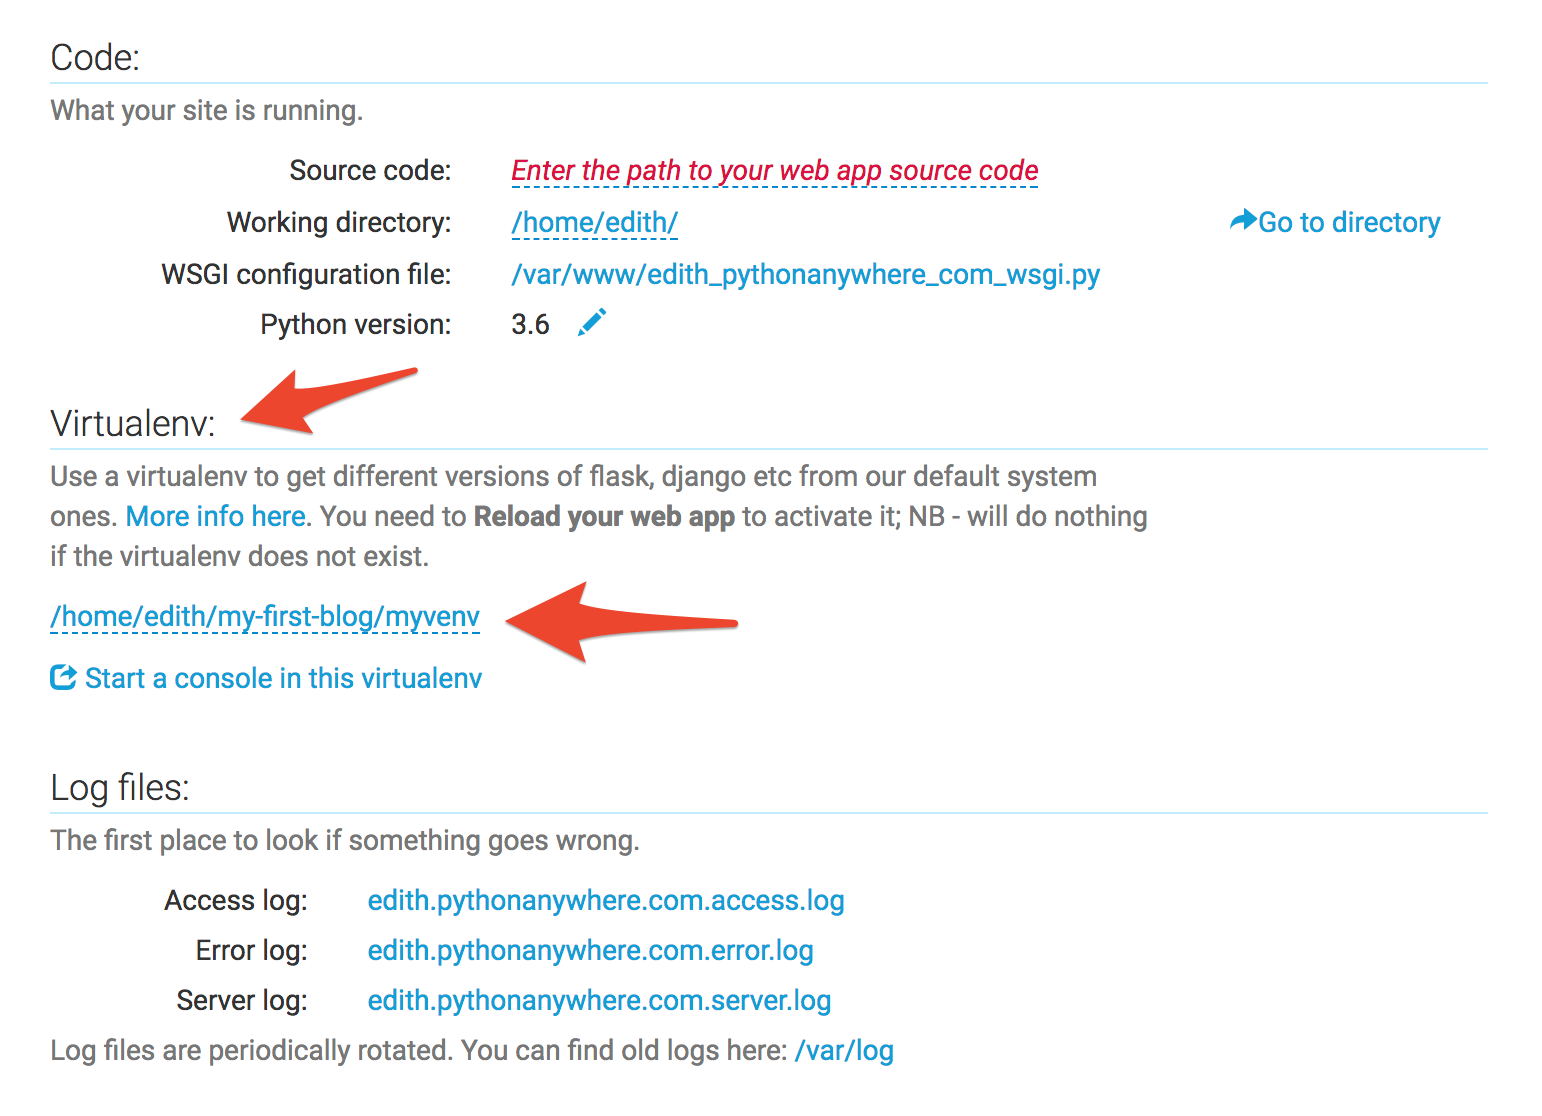 Code:
What your site is running.
Source code: Enter the path to your web app source code
Working directory: /home/edith/ Go to directory
WSGI configuration file: /var/www/edith_pythonanywhere_com_wsgi.py
Python version: 3.6
Virtualenv:
Use a virtualenv to get different versions of flask, django etc from our default system
ones. More info here. You need to Reload your web app to activate it; NB - will do nothing
if the virtualenv does not exist.
/home/edith/my-first-blog/myvenv
Start a console in this virtualenv
Log files:
The first place to look if something goes wrong.
Access log: edith.pythonanywhere.com.access.log
Error log: edith.pythonanywhere.com.error.log
Server log: edith.pythonanywhere.com.server.log
Log files are periodically rotated. You can find old logs here: /var/log